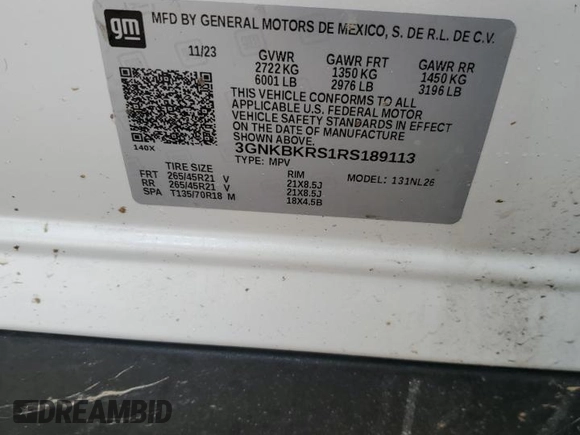 gm
MFD BY GENERAL MOTORS DE MEXICO, S. DE R.L. DE C.V.
11/23 GVWR GAWR FRT GAWR RR
2722 KG 1350 KG 1450 KG
6001 LB 2976 LB 3196 LB
THIS VEHICLE CONFORMS TO ALL
APPLICABLE U.S. FEDERAL MOTOR
VEHICLE SAFETY STANDARDS IN EFFECT
ON THE DATE OF MANUFACTURE
SHOWN ABOVE.
3GNKBKRS1RS189113
TYPE: MPV MODEL: 131NL26
140X
TIRE SIZE RIM
FRT 265/45R21 V 21X8.5J
RR 265/45R21 V 21X8.5J
SPA T135/70R18 M 18X4.5B
DREAMBID